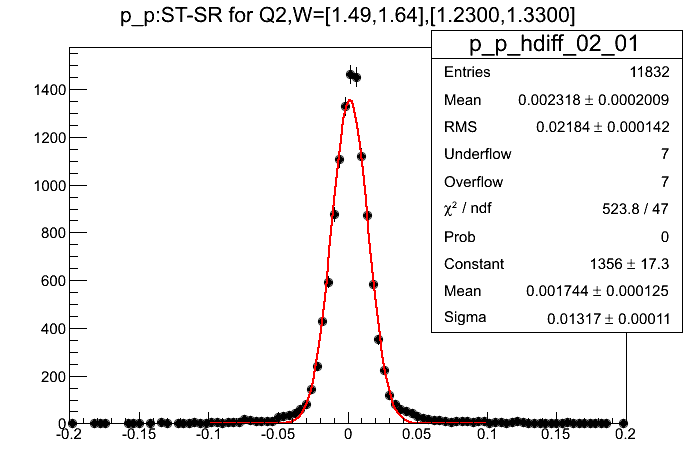 p_p:ST-SR for Q2,W=[1.49,1.64],[1.2300,1.3300]
p_p_hdiff_02_01
Entries 11832
Mean 0.002318 ± 0.0002009
RMS 0.02184 ± 0.000142
Underflow 7
Overflow 7
χ² / ndf 523.8 / 47
Prob 0
Constant 1356 ± 17.3
Mean 0.001744 ± 0.000125
Sigma 0.01317 ± 0.00011
1400
1200
1000
800
600
400
200
0
-0.2 -0.15 -0.1 -0.05 0 0.05 0.1 0.15 0.2